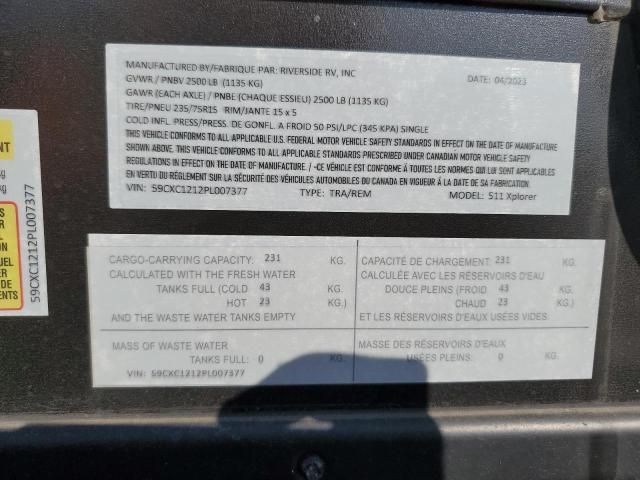 MANUFACTURED BY/FABRIQUE PAR: RIVERSIDE RV, INC DATE: 04/2023
GVWR / PNBV 2500 LB (1135 KG)
GAWR (EACH AXLE) / PNBE (CHAQUE ESSIEU) 2500 LB (1135 KG)
TIRE/PNEU 235/75R15 RIM/JANTE 15 x 5
COLD INFL. PRESS/PRESS. DE GONFL. A FROID 50 PSI/LPC (345 KPA) SINGLE
THIS VEHICLE CONFORMS TO ALL APPLICABLE U.S. FEDERAL MOTOR VEHICLE SAFETY STANDARDS IN EFFECT ON THE DATE OF MANUFACTURE
SHOWN ABOVE. THIS VEHICLE CONFORMS TO ALL APPLICABLE STANDARDS PRESCRIBED UNDER CANADIAN MOTOR VEHICLE SAFETY
REGULATIONS IN EFFECT ON THE DATE OF MANUFACTURE. / -CE VÉHICULE EST CONFORME A TOUTES LES NORMES QUI LUI SONT APPLICABLES
EN VERTU DU RÈGLEMENT SUR LA SÉCURITÉ DES VÉHICULES AUTOMOBILES DU CANADA EN VIGUEUR À LA DATE DE SA FABRICATION.
VIN: 59CXC1212PL007377 TYPE: TRA/REM MODEL: 511 Xplorer
CARGO-CARRYING CAPACITY: 231 KG.
CALCULATED WITH THE FRESH WATER
TANKS FULL (COLD 43 KG.
HOT 23 KG.)
AND THE WASTE WATER TANKS EMPTY
MASS OF WASTE WATER
TANKS FULL: 0 KG.
VIN: 59CXC1212PL007377
CAPACITÉ DE CHARGEMENT: 231 KG.
CALCULÉE AVEC LES RÉSERVOIRS D'EAU
DOUCE PLEINS (FROID 43 KG.
CHAUD 23 KG.)
ET LES RÉSERVOIRS D'EAUX USÉES VIDES.
MASSE DES RÉSERVOIRS D'EAUX
USÉES PLEINS: 0 KG.
59CXC1212PL007377
NT
kg
kg
UEL
DE
ENTS